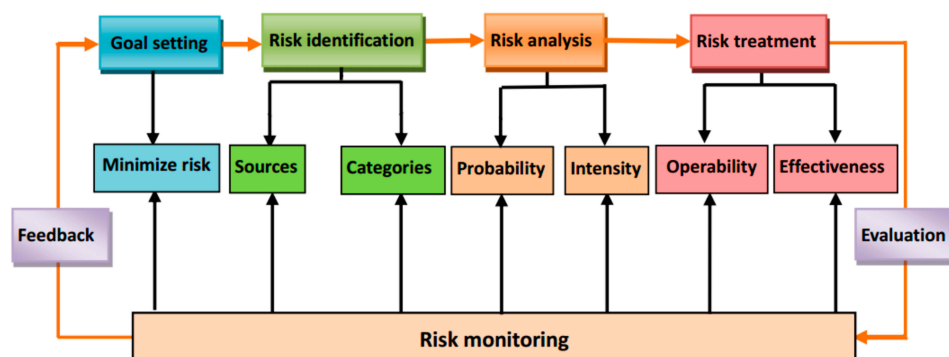 Goal setting
Risk identification
Risk analysis
Risk treatment
Minimize risk
Sources
Categories
Probability
Intensity
Operability
Effectiveness
Feedback
Evaluation
Risk monitoring